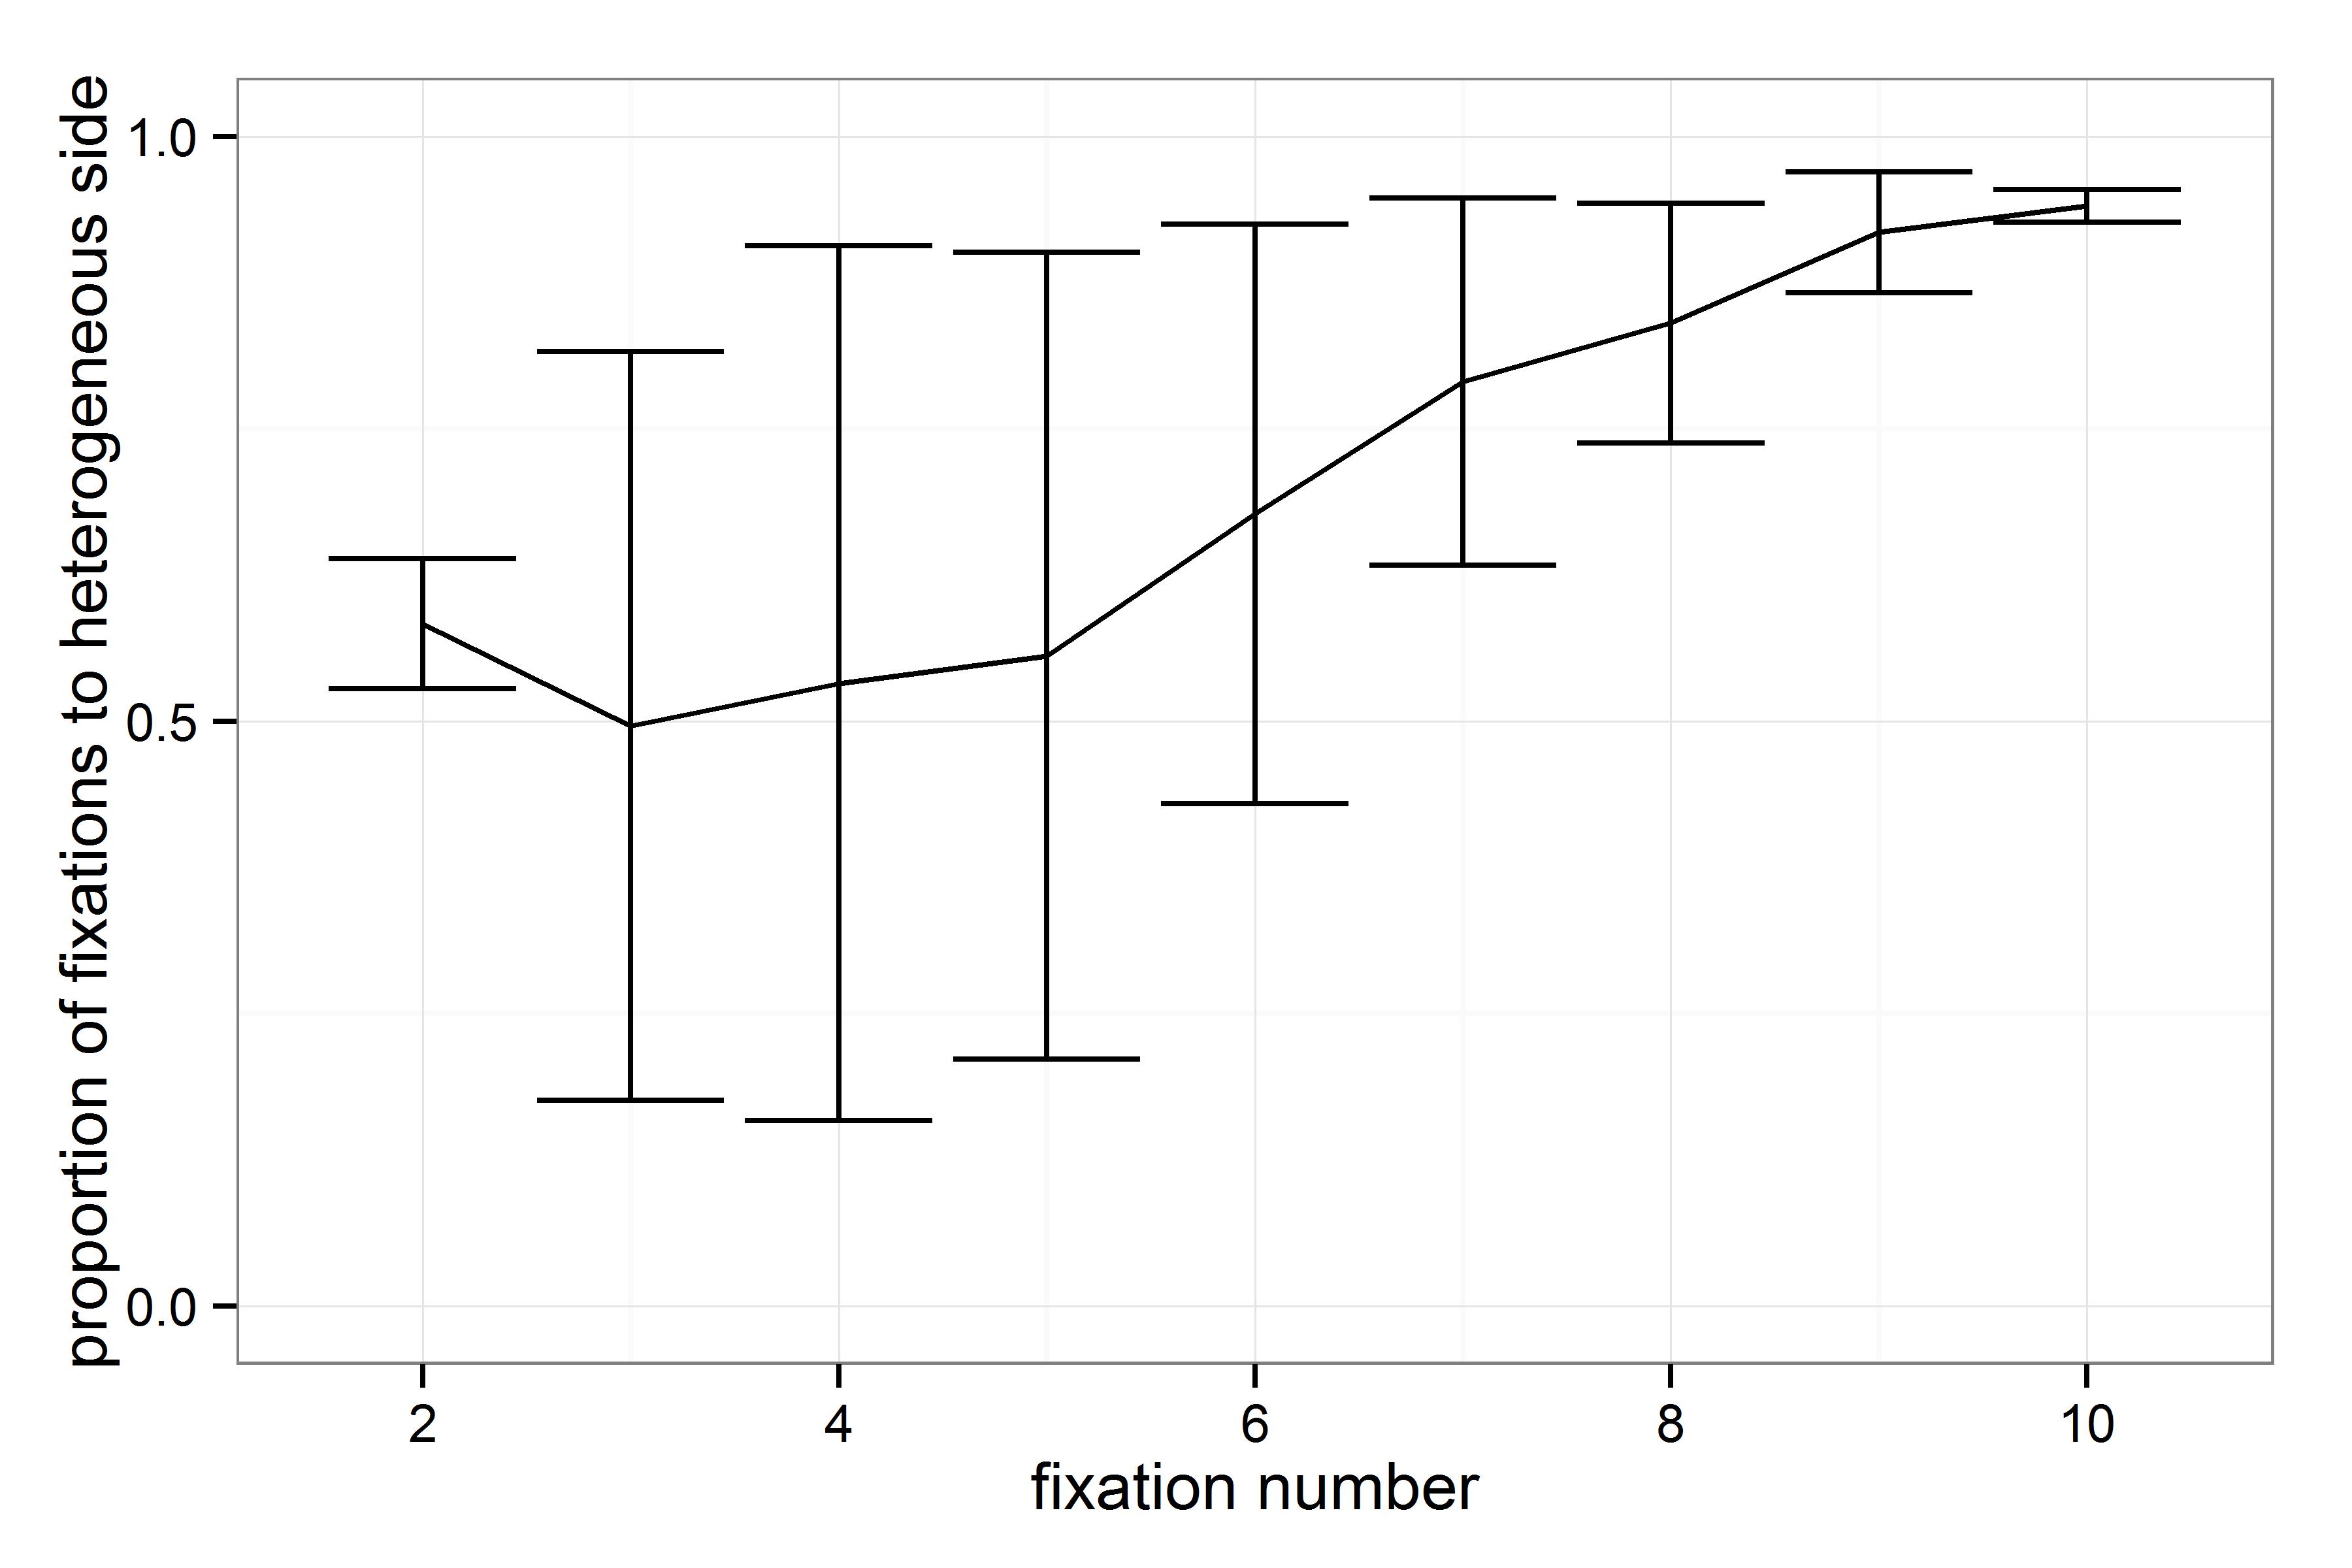 proportion of fixations to heterogeneous side
1.0
0.5
0.0
2 4 6 8 10
fixation number